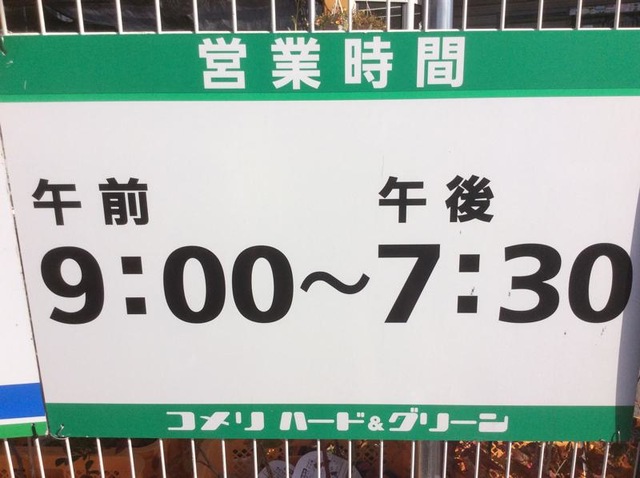 営業時間
午前 午後
9:00～7:30
コメリ ハード&グリーン